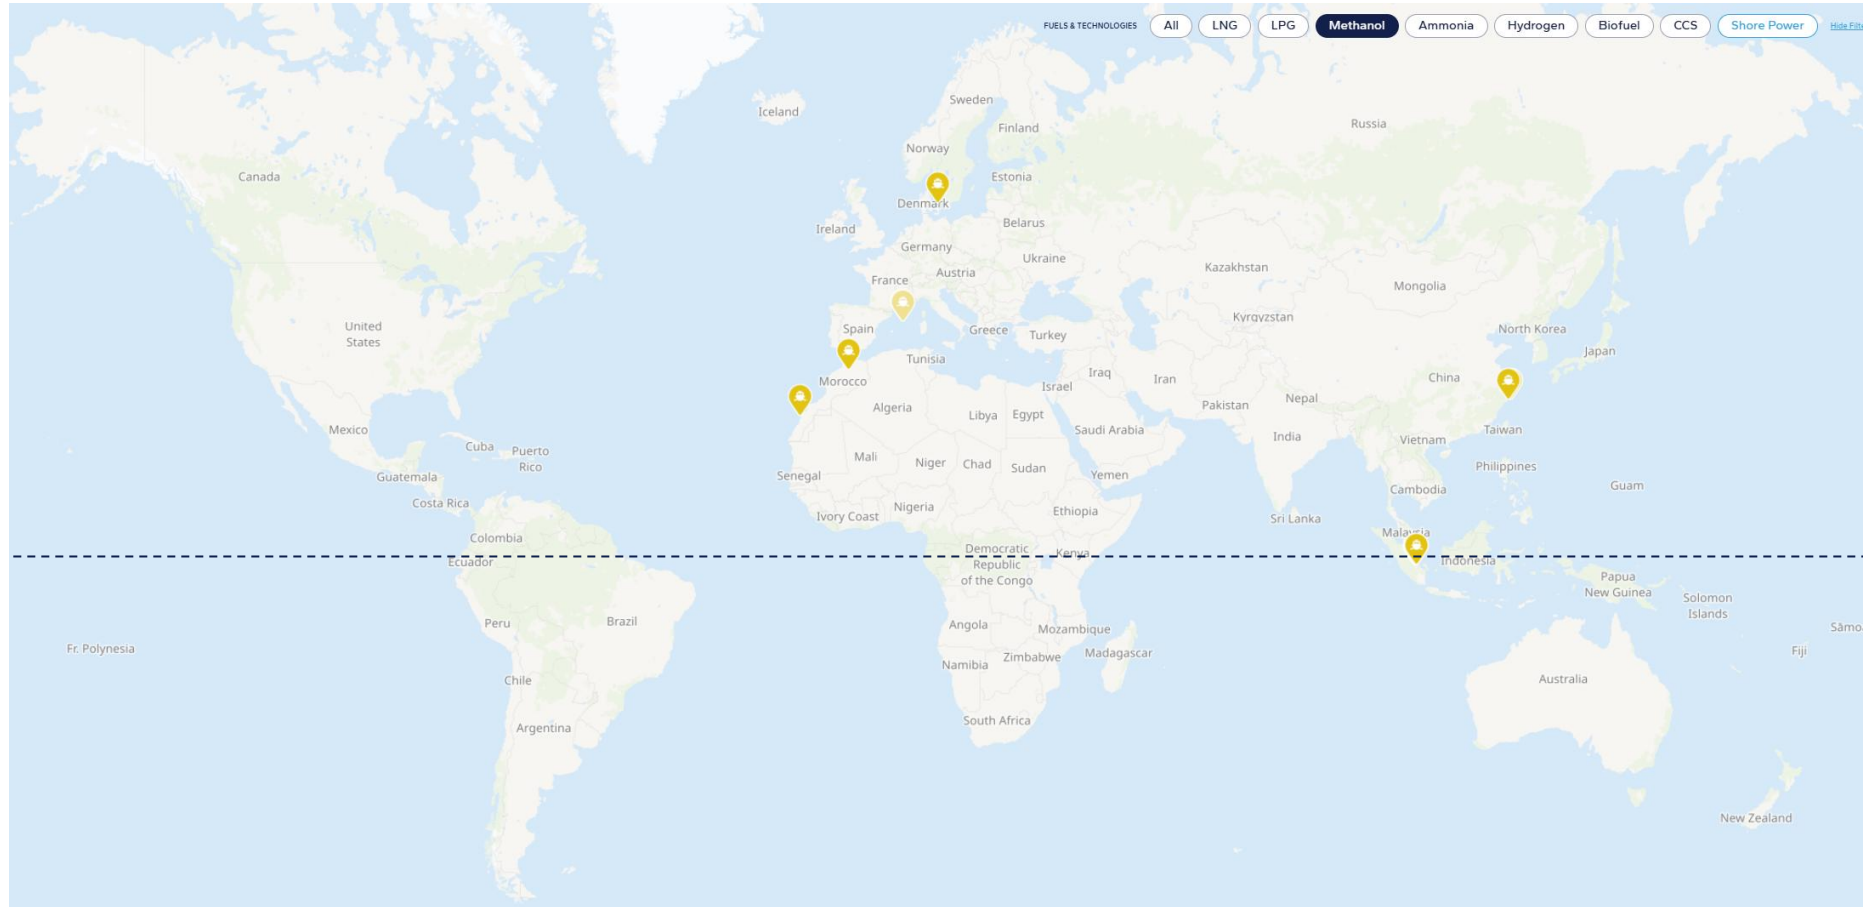 FUELS & TECHNOLOGIES All LNG LPG Methanol Ammonia Hydrogen Biofuel CCS Shore Power Hide Filte
Iceland
Sweden
Finland
Russia
Norway
Canada
Estonia
Denmark
Ireland
Belarus
Germany
Ukraine
Kazakhstan
Austria
France
Mongolia
United
States
Spain
Greece
Turkey
Kyrgyzstan
North Korea
Japan
Tunisia
Morocco
Iraq
Iran
China
Israel
Nepal
Algeria
Libya
Egypt
Pakistan
Mexico
Saudi Arabia
India
Taiwan
Vietnam
Cuba
Puerto
Rico
Mali
Niger
Chad
Sudan
Yemen
Philippines
Guatemala
Senegal
Cambodia
Guam
Costa Rica
Ivory Coast
Nigeria
Ethiopia
Sri Lanka
Malaysia
Colombia
Democratic
Republic
of the Congo
Kenya
Ecuador
Indonesia
Papua
New Guinea
Solomon
Islands
Peru
Brazil
Angola
Mozambique
Sāmo
Fr. Polynesia
Namibia
Zimbabwe
Madagascar
Fiji
Chile
Australia
Argentina
South Africa
New Zealand